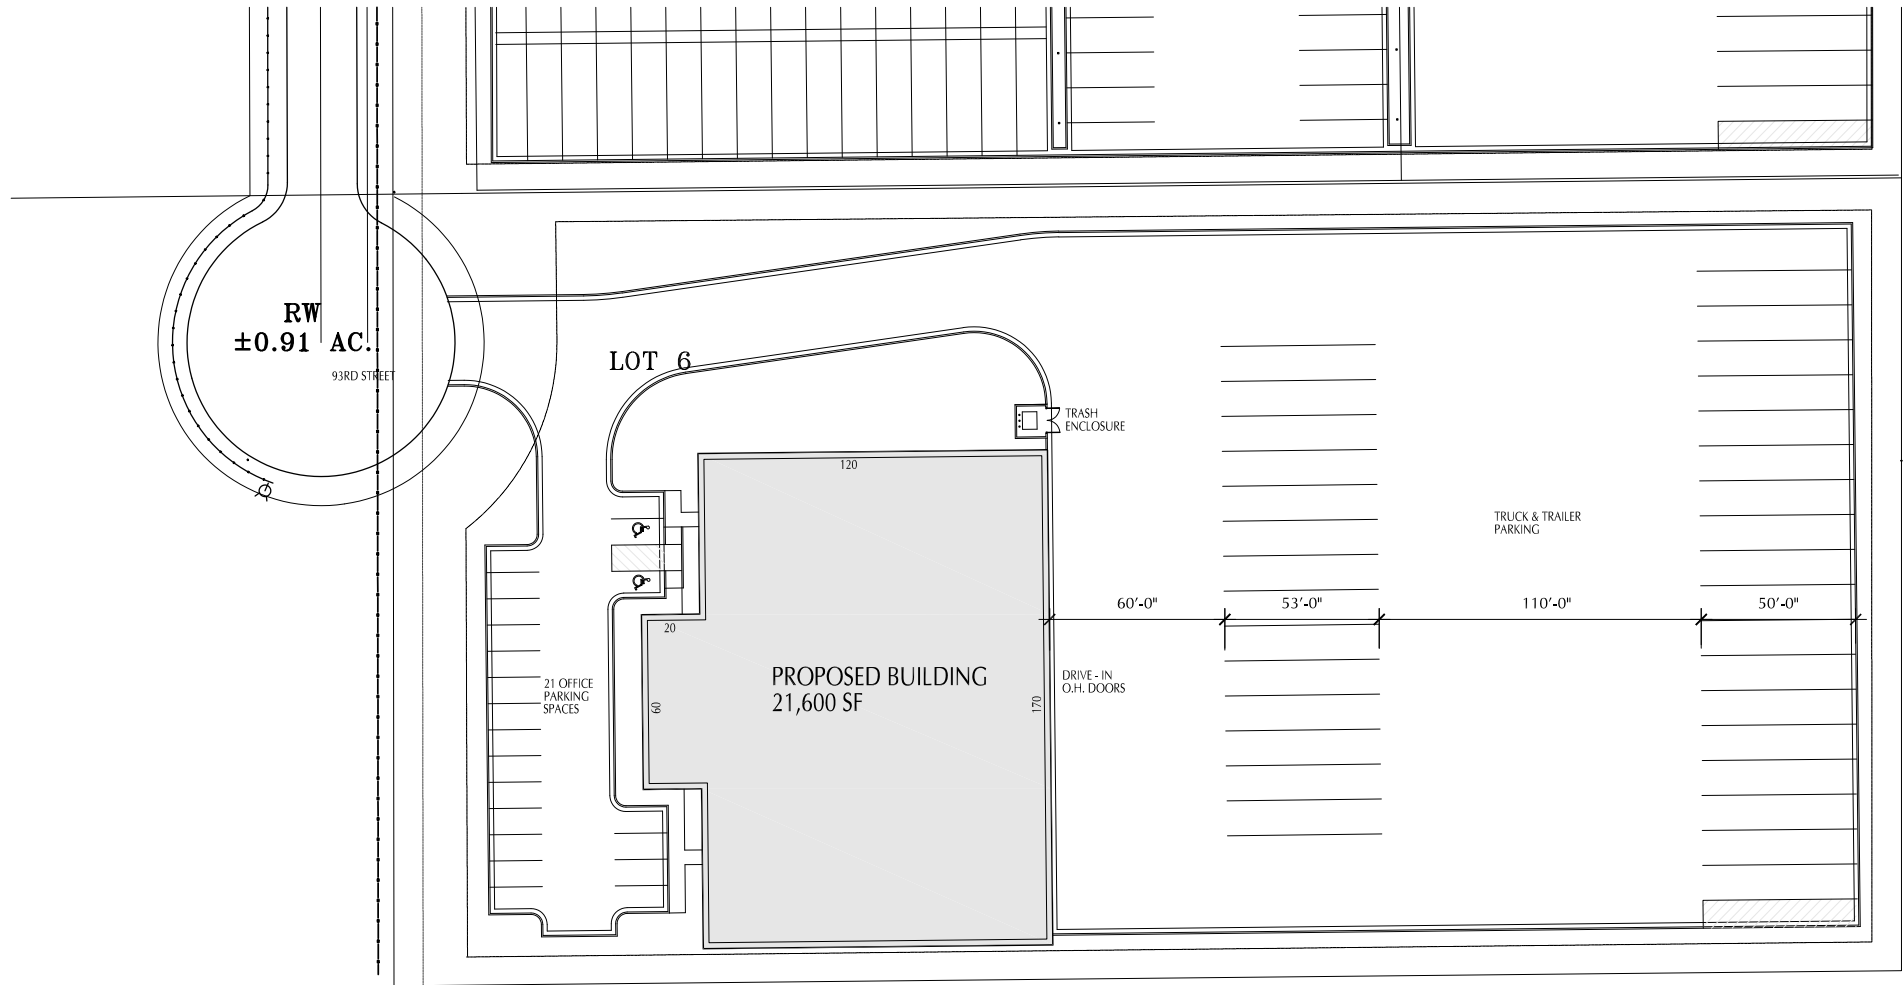 RW
±0.91 AC.
93RD STREET
LOT 6
TRASH
ENCLOSURE
120
TRUCK & TRAILER
PARKING
60'-0"
53'-0"
110'-0"
50'-0"
20
PROPOSED BUILDING
21,600 SF
DRIVE - IN
O.H. DOORS
21 OFFICE
PARKING
SPACES
60
170